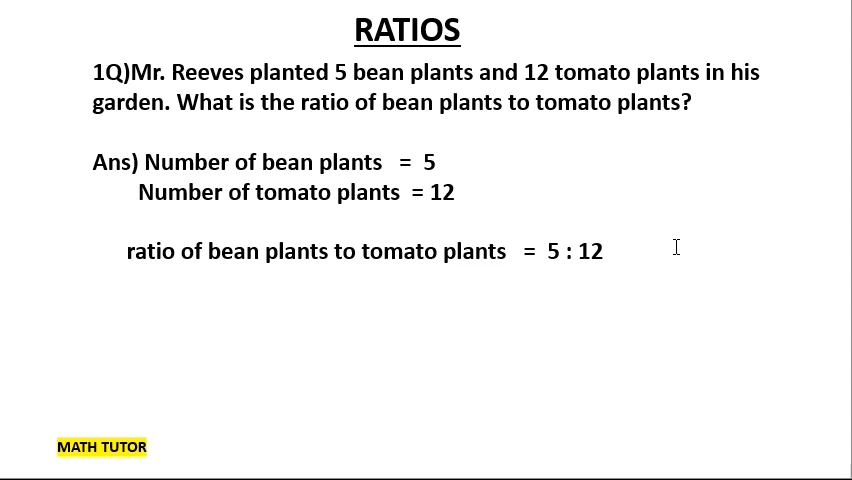 RATIOS
1Q)Mr. Reeves planted 5 bean plants and 12 tomato plants in his
garden. What is the ratio of bean plants to tomato plants?
Ans) Number of bean plants = 5
Number of tomato plants = 12
ratio of bean plants to tomato plants = 5 : 12
MATH TUTOR